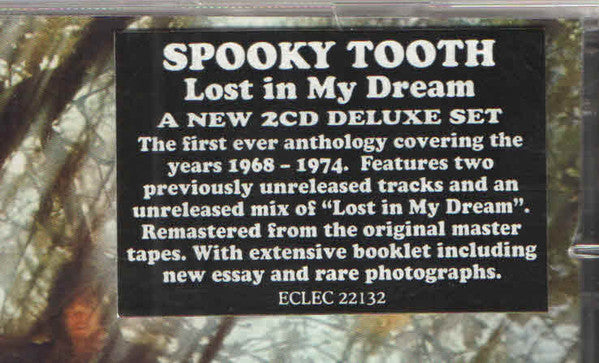 SPOOKY TOOTH
Lost in My Dream
A NEW 2CD DELUXE SET
The first ever anthology covering the
years 1968 – 1974. Features two
previously unreleased tracks and an
unreleased mix of “Lost in My Dream”.
Remastered from the original master
tapes. With extensive booklet including
new essay and rare photographs.
ECLEC 22132